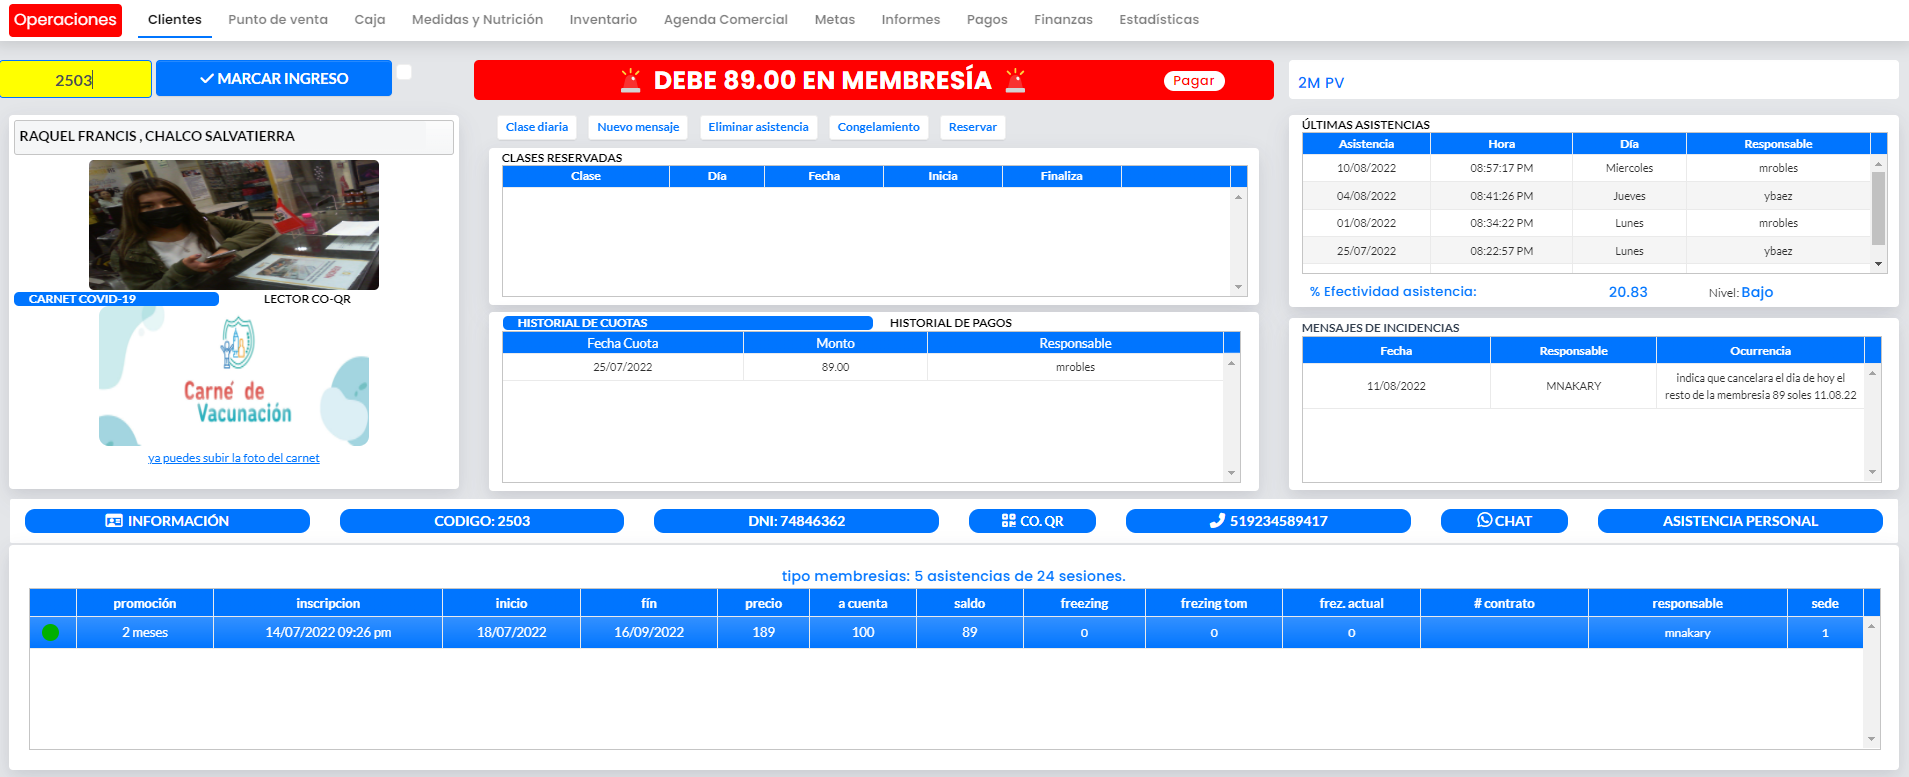 Operaciones Clientes Punto de venta Caja Medidas y Nutrición Inventario Agenda Comercial Metas Informes Pagos Finanzas Estadísticas
2503 MARCAR INGRESO
DEBE 89.00 EN MEMBRESÍA Pagar
2M PV
RAQUEL FRANCIS , CHALCO SALVATIERRA
CARNET COVID-19 LECTOR CO-QR
Carné de
Vacunación
ya puedes subir la foto del carnet
Clase diaria Nuevo mensaje Eliminar asistencia Congelamiento Reservar
CLASES RESERVADAS
Clase Día Fecha Inicia Finaliza
HISTORIAL DE CUOTAS HISTORIAL DE PAGOS
Fecha Cuota Monto Responsable
25/07/2022 89.00 mrobles
ÚLTIMAS ASISTENCIAS
Asistencia Hora Día Responsable
10/08/2022 08:57:17 PM Miercoles mrobles
04/08/2022 08:41:26 PM Jueves ybaez
01/08/2022 08:34:22 PM Lunes mrobles
25/07/2022 08:22:57 PM Lunes ybaez
% Efectividad asistencia: 20.83 Nivel: Bajo
MENSAJES DE INCIDENCIAS
Fecha Responsable Ocurrencia
11/08/2022 MNAKARY indica que cancelara el dia de hoy el
resto de la membresia 89 soles 11.08.22
INFORMACIÓN CODIGO: 2503 DNI: 74846362 CO. QR 519234589417 CHAT ASISTENCIA PERSONAL
tipo membresias: 5 asistencias de 24 sesiones.
promoción inscripcion inicio fín precio a cuenta saldo freezing frezing tom frez. actual # contrato responsable sede
2 meses 14/07/2022 09:26 pm 18/07/2022 16/09/2022 189 100 89 0 0 0 mnakary 1